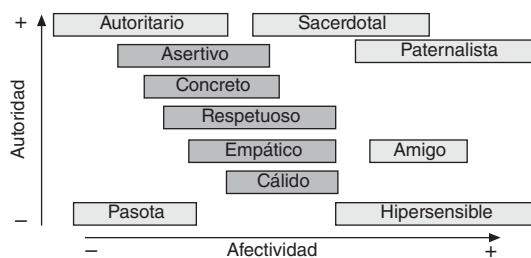 +
Autoritario Sacerdotal
Asertivo Paternalista
Concreto
Autoridad
Respetuoso
Empático Amigo
Cálido
– Pasota Hipersensible
– Afectividad +